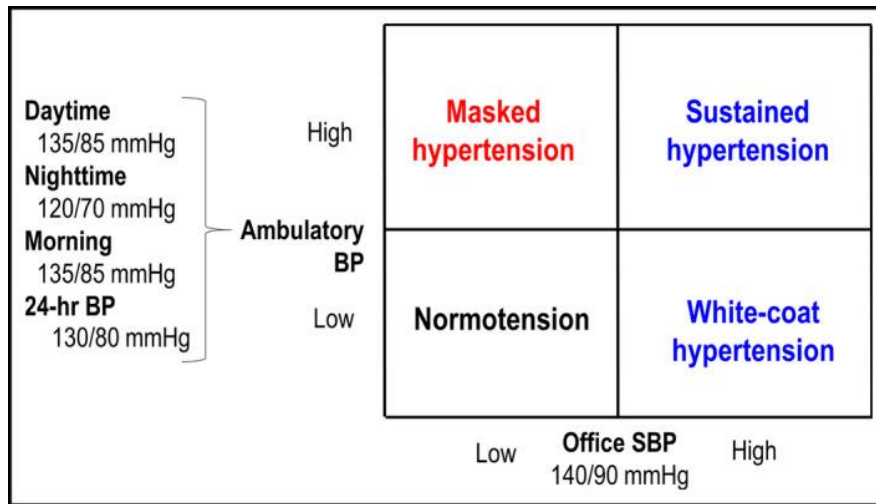 Daytime
135/85 mmHg
Nighttime
120/70 mmHg
Morning
135/85 mmHg
24-hr BP
130/80 mmHg
Ambulatory
BP
High
Low
Masked
hypertension
Sustained
hypertension
Normotension
White-coat
hypertension
Low
Office SBP
140/90 mmHg
High